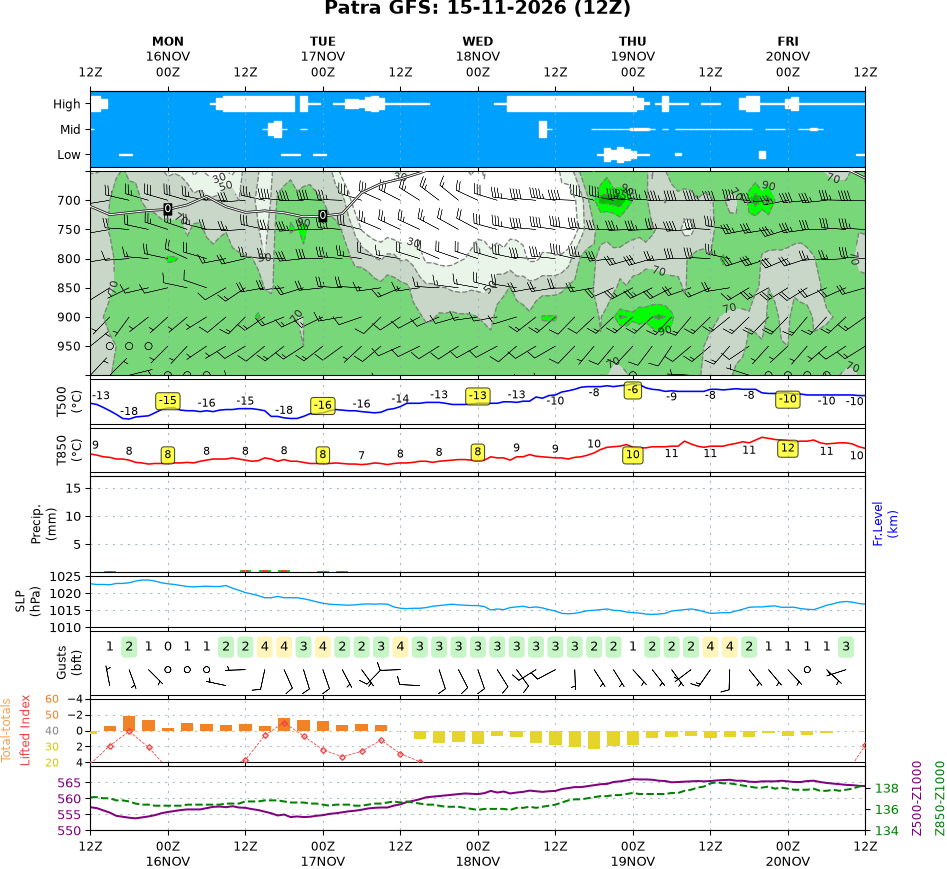 Patra GFS: 15-11-2026 (12Z)
MON TUE WED THU FRI
16NOV 17NOV 18NOV 19NOV 20NOV
12Z 00Z 12Z 00Z 12Z 00Z 12Z 00Z 12Z 00Z 12Z
High
Mid
Low
700
750
800
850
900
950
T500
(°C)
-13 -18 -15 -16 -15 -18 -16 -16 -14 -13 -13 -13 -10 -8 -6 -9 -8 -8 -10 -10 -10
T850
(°C)
9 8 8 8 8 8 8 7 8 8 8 9 9 10 10 11 11 11 12 11 10
Precip.
(mm)
15
10
5
Fr.Level
(km)
SLP
(hPa)
1025
1020
1015
1010
Gusts
(bft)
1 2 1 0 1 1 2 2 4 4 3 4 2 2 3 4 3 3 3 3 3 3 3 3 3 2 2 1 2 2 2 4 4 2 1 1 1 1 3
Total-totals
Lifted Index
60 −4
50 −2
40 0
30 2
20 4
565
560
555
550
138
136
134
Z500-Z1000
Z850-Z1000
12Z 00Z 12Z 00Z 12Z 00Z 12Z 00Z 12Z 00Z 12Z
16NOV 17NOV 18NOV 19NOV 20NOV